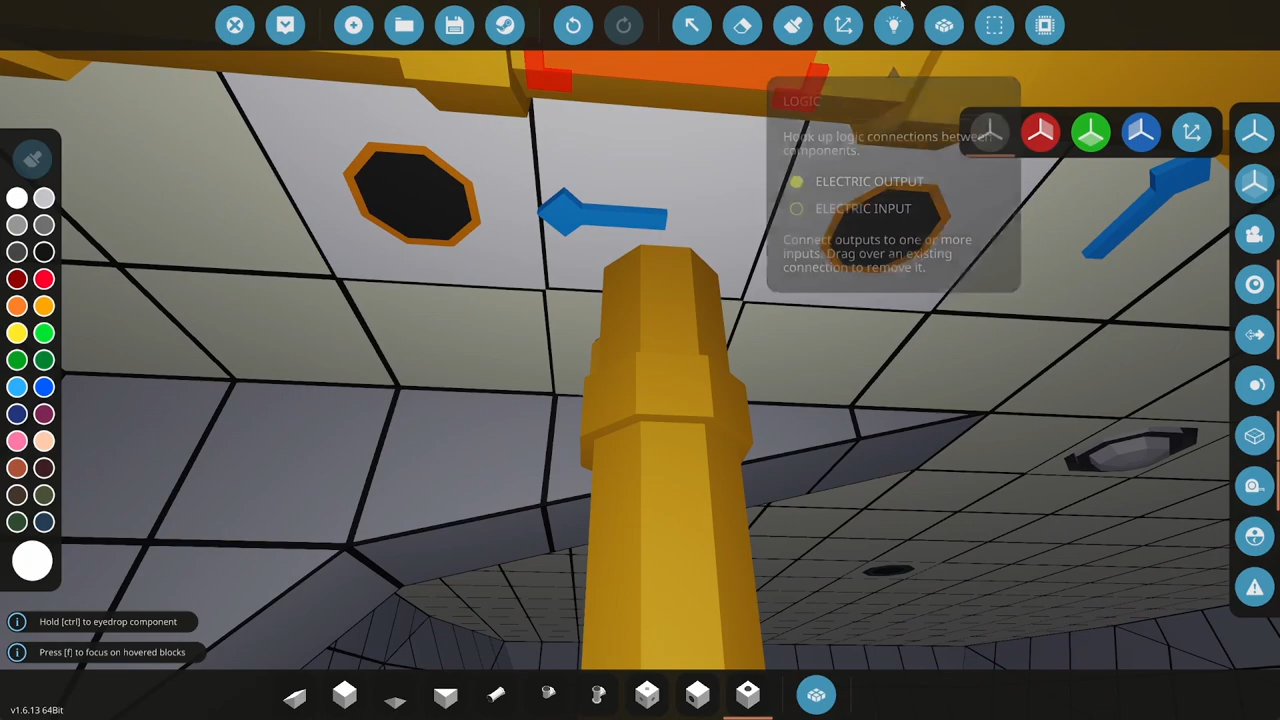 LOGIC
Hook up logic connections between
components.
ELECTRIC OUTPUT
ELECTRIC INPUT
Connect outputs to one or more
inputs. Drag over an existing
connection to remove it.
Hold [ctrl] to eyedrop component
Press [f] to focus on hovered blocks
v1.6.13 64Bit